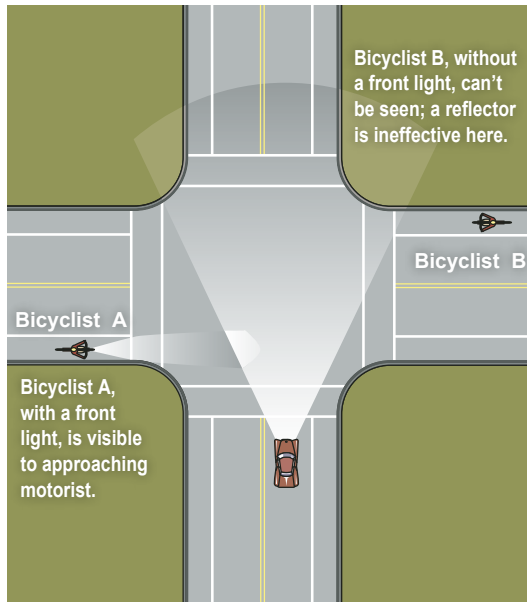 Bicyclist B, without
a front light, can't
be seen; a reflector
is ineffective here.
Bicyclist B
Bicyclist A
Bicyclist A,
with a front
light, is visible
to approaching
motorist.